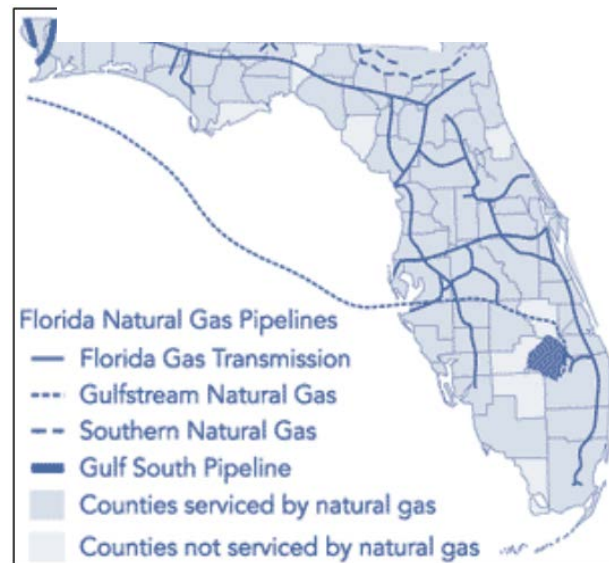 Florida Natural Gas Pipelines
Florida Gas Transmission
Gulfstream Natural Gas
Southern Natural Gas
Gulf South Pipeline
Counties serviced by natural gas
Counties not serviced by natural gas